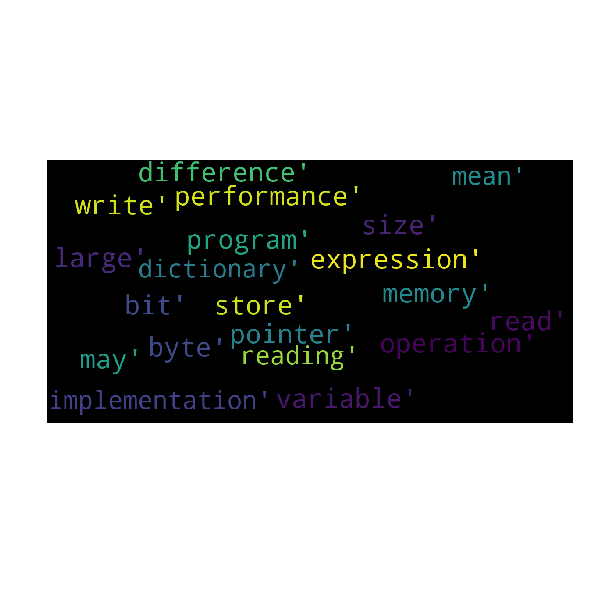 difference'
mean'
write'
performance'
size'
program'
large'
dictionary'
expression'
bit'
store'
memory'
read'
may'
byte'
pointer'
reading'
operation'
implementation'
variable'